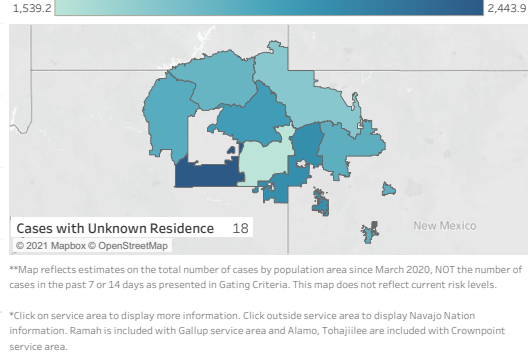 1,539.2
2,443.9
New Mexico
Cases with Unknown Residence 18
© 2021 Mapbox © OpenStreetMap
**Map reflects estimates on the total number of cases by population area since March 2020, NOT the number of
cases in the past 7 or 14 days as presented in Gating Criteria. This map does not reflect current risk levels.
*Click on service area to display more information. Click outside service area to display Navajo Nation
information. Ramah is included with Gallup service area and Alamo, Tohajiilee are included with Crownpoint
service area.